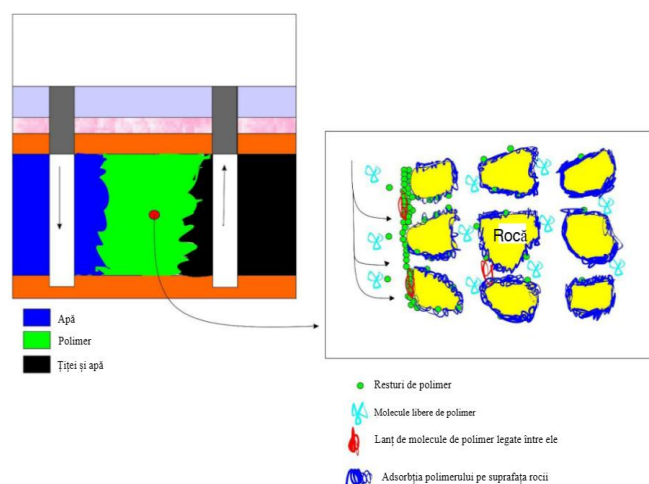 Rocă
Apă
Polimer
Țiței și apă
Resturi de polimer
Molecule libere de polimer
Lanț de molecule de polimer legate între ele
Adsorbția polimerului pe suprafața rocii